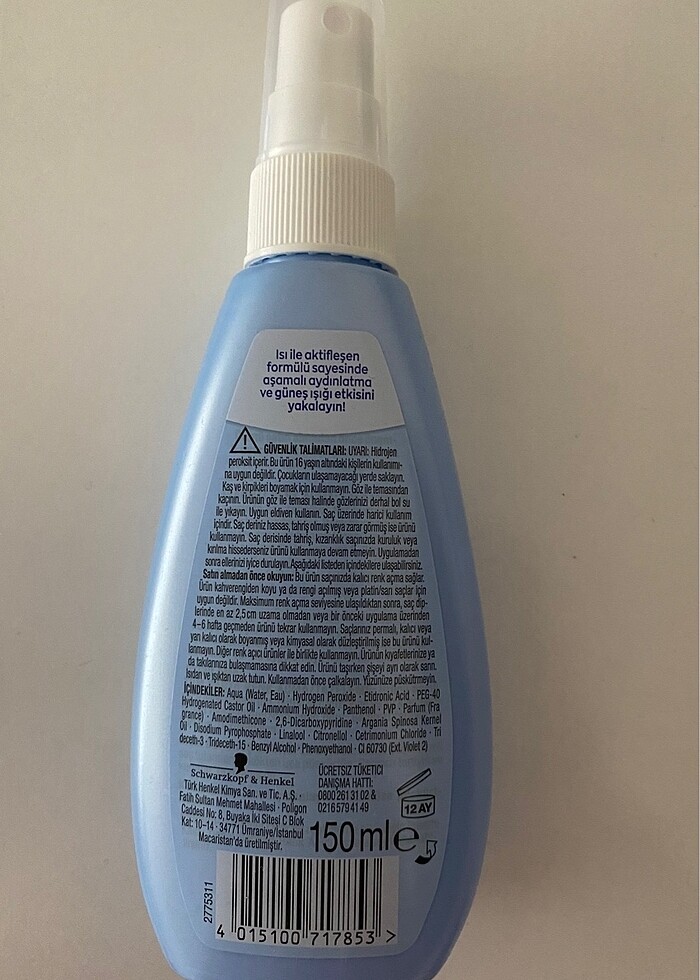 Isı ile aktifleşen
formülü sayesinde
aşamalı aydınlatma
ve güneş ışığı etkisini
yakalayın!
GÜVENLİK TALİMATLARI: UYARI: Hidrojen
peroksit içerir. Bu ürün 16 yaşın altındaki kişilerin kullanımı-
na uygun değildir. Çocukların ulaşamayacağı yerde saklayın.
Kaş ve kirpikleri boyamak için kullanmayın. Göz ile temasından
kaçının. Ürünün göz ile teması halinde gözlerinizi derhal bol su
ile yıkayın. Uygun eldiven kullanın. Saç üzerinde harici kullanım
içindir. Saç deriniz hassas, tahriş olmuş veya zarar görmüş ise ürünü
kullanmayın. Saç derisinde tahriş, kızarıklık saçınızda kuruluk veya
kırılma hissederseniz ürünü kullanmaya devam etmeyin. Uygulamadan
sonra ellerinizi iyice durulayın. Aşağıdaki listeden içindekilere ulaşabilirsiniz.
Satın almadan önce okuyun: Bu ürün saçınızda kalıcı renk açma sağlar.
Ürün kahverengiden koyu ya da rengi açılmış veya platin/sarı saçlar için
uygun değildir. Maksimum renk açma seviyesine ulaşıldıktan sonra, saç dip-
lerinde en az 2,5cm uzama olmadan veya bir önceki uygulama üzerinden
4–6 hafta geçmeden ürünü tekrar kullanmayın. Saçlarınız permalı, kalıcı veya
yarı kalıcı olarak boyanmış veya kimyasal olarak düzleştirilmiş ise bu ürünü kul-
lanmayın. Diğer renk açıcı ürünler ile birlikte kullanmayın. Ürünün kıyafetlerinize ya
da takılarınıza bulaşmamasına dikkat edin. Ürünü taşırken şişeyi ayrı olarak sarın.
Isıdan ve ışıktan uzak tutun. Kullanmadan önce çalkalayın. Yüzünüze püskürtmeyin.
İÇİNDEKİLER: Aqua (Water, Eau) · Hydrogen Peroxide · Etidronic Acid · PEG-40
Hydrogenated Castor Oil · Ammonium Hydroxide · Panthenol · PVP · Parfum (Fra
grance) · Amodimethicone · 2,6-Dicarboxypyridine · Argania Spinosa Kernel
Oil · Disodium Pyrophosphate · Linalool · Citronellol · Cetrimonium Chloride · Tri
deceth-3 · Trideceth-15 · Benzyl Alcohol · Phenoxyethanol · CI 60730 (Ext. Violet 2)
Schwarzkopf & Henkel
Türk Henkel Kimya San. ve Tic. A.Ş. ·
Fatih Sultan Mehmet Mahallesi · Poligon
Caddesi No: 8, Buyaka İki Sitesi C Blok
Kat: 10–14 · 34771 Ümraniye/İstanbul
Macaristan'da üretilmiştir.
ÜCRETSİZ TÜKETİCİ
DANIŞMA HATTI:
0800 261 31 02 &
0216 579 41 49
12 AY
150 ml e
2775311
4 015100 717853 >